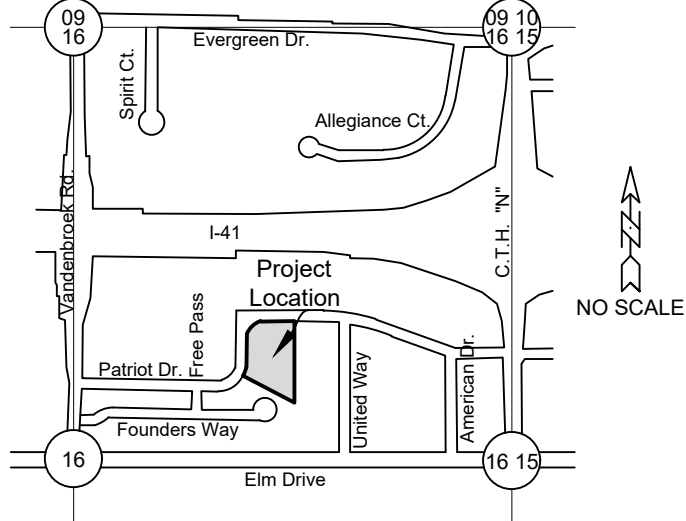 09
16
09 10
16 15
Evergreen Dr.
Spirit Ct.
Allegiance Ct.
Vandenbroek Rd.
I-41
C.T.H. "N"
N
NO SCALE
Project
Location
Free Pass
Patriot Dr.
United Way
American Dr.
Founders Way
16
16 15
Elm Drive